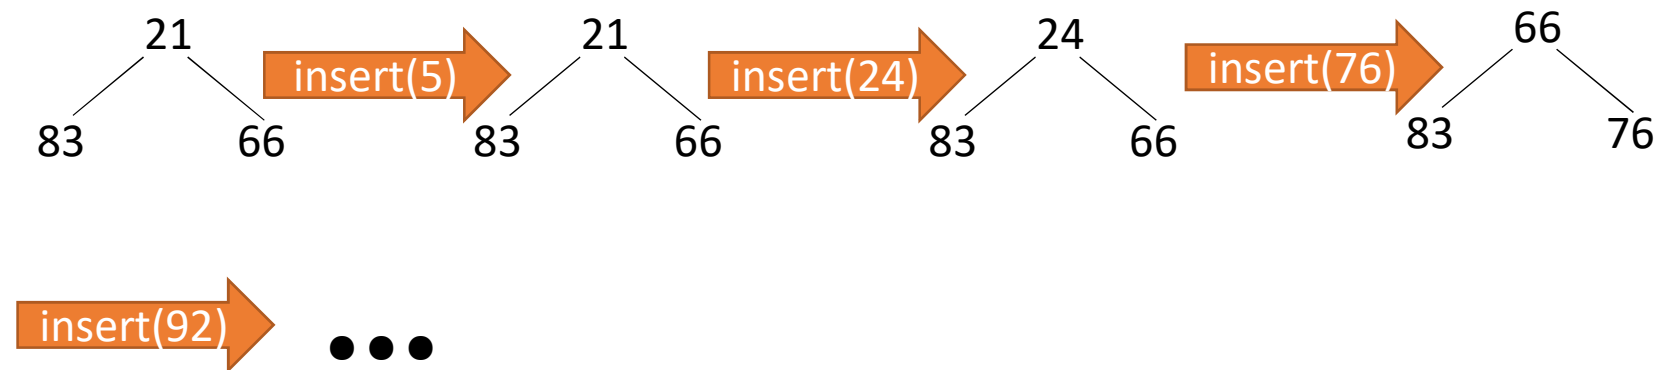 21 insert(5) 21 insert(24) 24 insert(76) 66
83 66 83 66 83 66 83 76
insert(92) •••